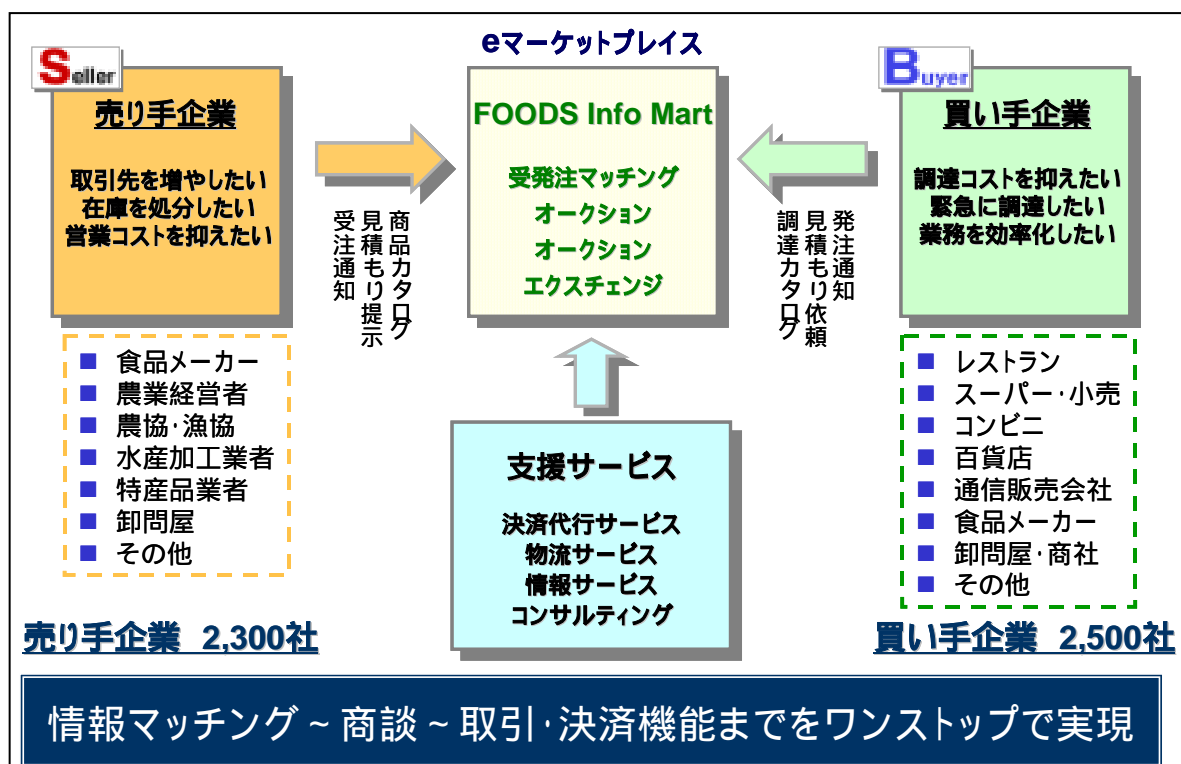 eマーケットプレイス
Seller
売り手企業
取引先を増やしたい
在庫を処分したい
営業コストを抑えたい
商品カタログ
見積もり提示
受注通知
FOODS Info Mart
受発注マッチング
オークション
オークション
エクスチェンジ
Buyer
買い手企業
調達コストを抑えたい
緊急に調達したい
業務を効率化したい
発注通知
見積もり依頼
調達カタログ
■ 食品メーカー
■ 農業経営者
■ 農協・漁協
■ 水産加工業者
■ 特産品業者
■ 卸問屋
■ その他
支援サービス
決済代行サービス
物流サービス
情報サービス
コンサルティング
■ レストラン
■ スーパー・小売
■ コンビニ
■ 百貨店
■ 通信販売会社
■ 食品メーカー
■ 卸問屋・商社
■ その他
売り手企業 2,300社
買い手企業 2,500社
情報マッチング～商談～取引・決済機能までをワンストップで実現